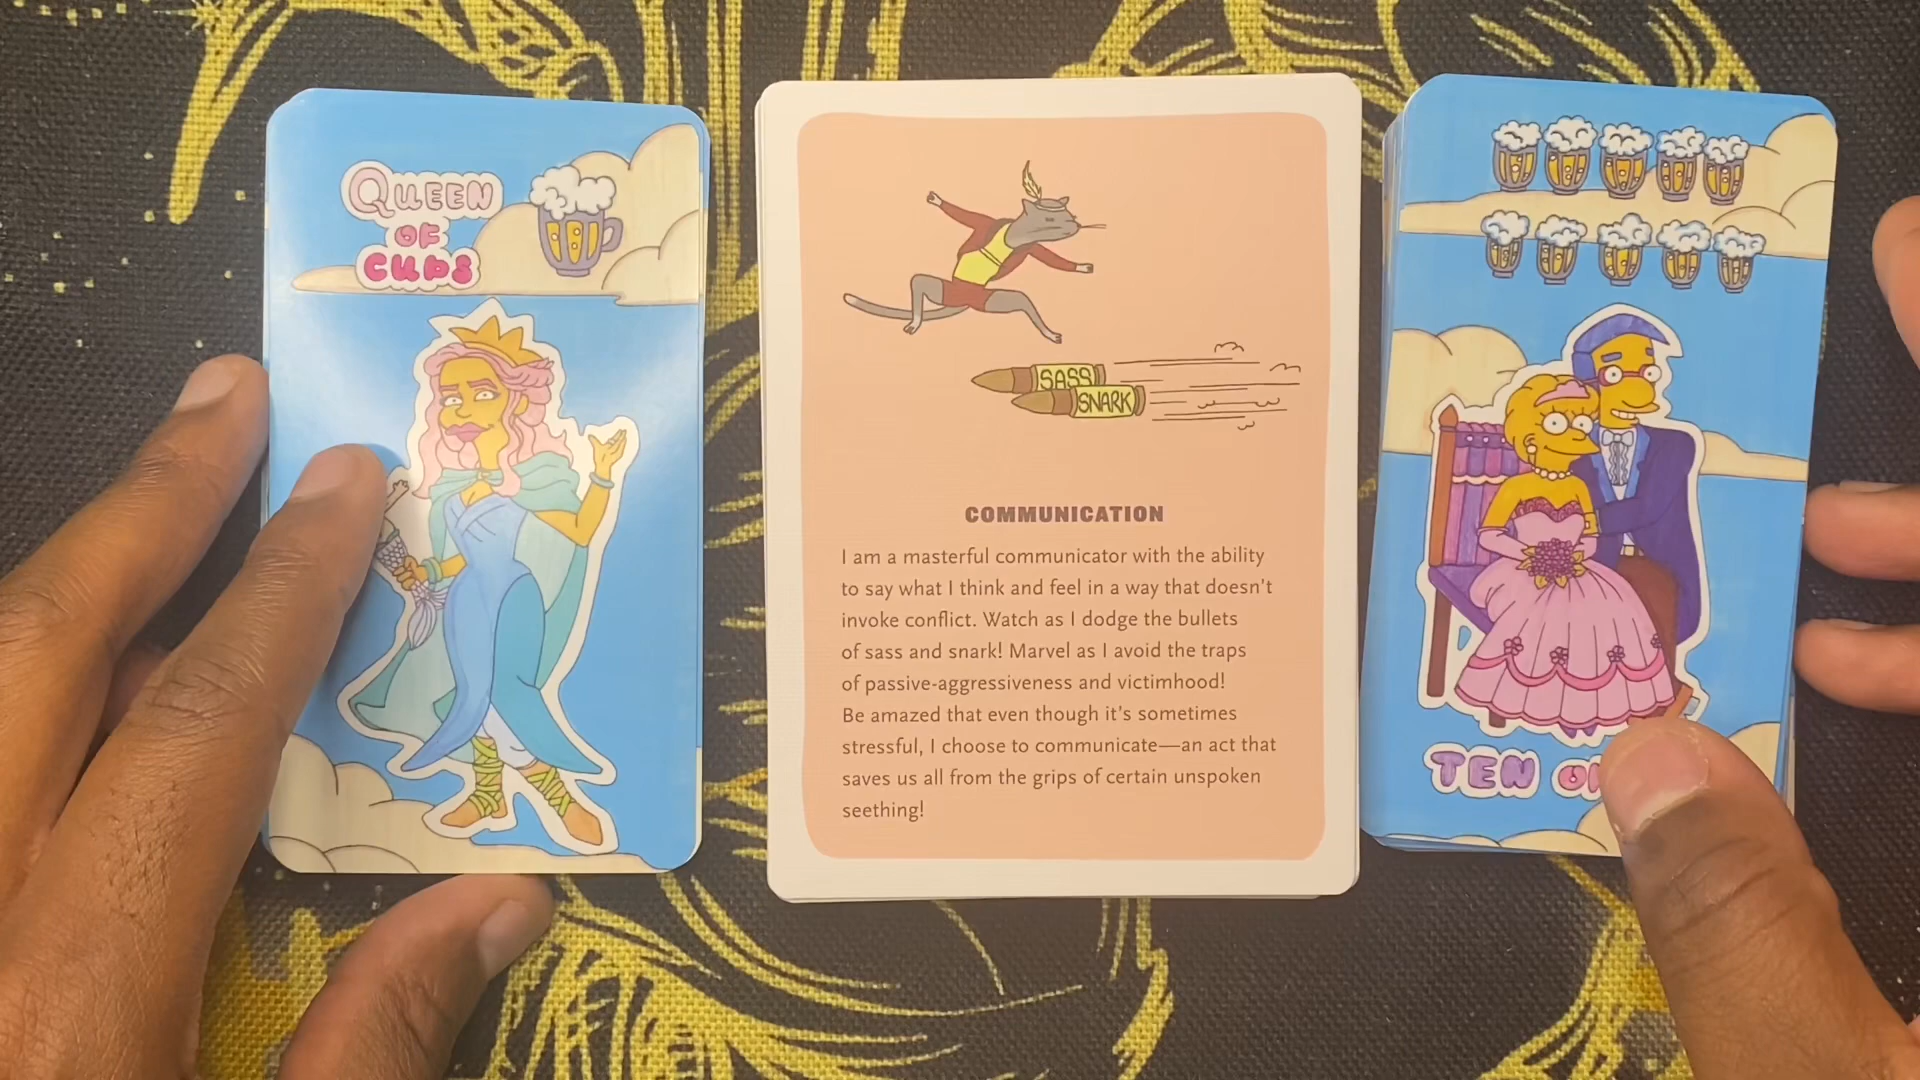 QUEEN
OF
CUPS
SASS
SNARK
COMMUNICATION
I am a masterful communicator with the ability
to say what I think and feel in a way that doesn't
invoke conflict. Watch as I dodge the bullets
of sass and snark! Marvel as I avoid the traps
of passive-aggressiveness and victimhood!
Be amazed that even though it's sometimes
stressful, I choose to communicate—an act that
saves us all from the grips of certain unspoken
seething!
TEN